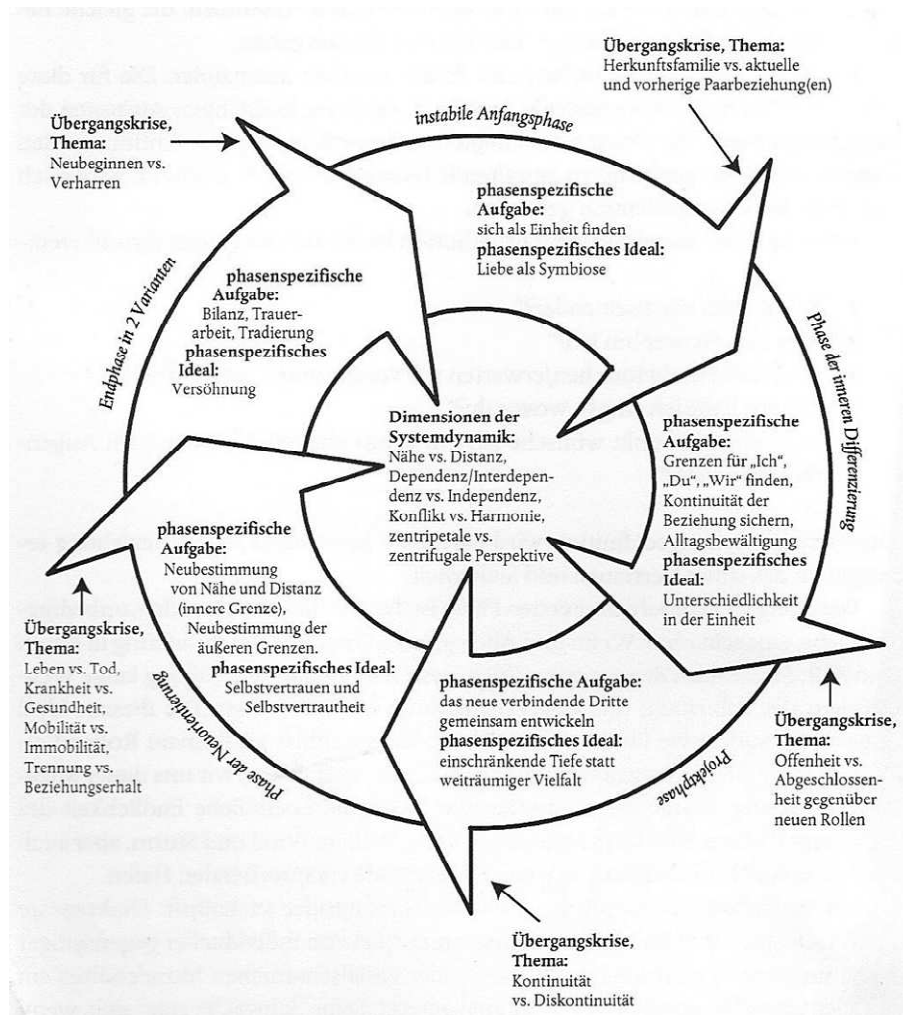 Übergangskrise, Thema:
Herkunftsfamilie vs. aktuelle
und vorherige Paarbeziehung(en)
instabile Anfangsphase
Übergangskrise,
Thema:
Neubeginnen vs.
Verharren
phasenspezifische
Aufgabe:
sich als Einheit finden
phasenspezifisches Ideal:
Liebe als Symbiose
Endphase in 2 Varianten
phasenspezifische
Aufgabe:
Bilanz, Trauer-
arbeit, Tradierung
phasenspezifisches
Ideal:
Versöhnung
Phase der inneren Differenzierung
Dimensionen der
Systemdynamik:
Nähe vs. Distanz,
Dependenz/Interdepen-
denz vs. Independenz,
Konflikt vs. Harmonie,
zentripetale vs.
zentrifugale Perspektive
phasenspezifische
Aufgabe:
Grenzen für „Ich“,
„Du“, „Wir“ finden,
Kontinuität der
Beziehung sichern,
Alltagsbewältigung
phasenspezifisches
Ideal:
Unterschiedlichkeit
in der Einheit
phasenspezifische
Aufgabe:
Neubestimmung
von Nähe und Distanz
(innere Grenze),
Neubestimmung der
äußeren Grenzen.
phasenspezifisches Ideal:
Selbstvertrauen und
Selbstvertrautheit
Übergangskrise,
Thema:
Leben vs. Tod,
Krankheit vs.
Gesundheit,
Mobilität vs.
Immobilität,
Trennung vs.
Beziehungserhalt
Phase der Neuorientierung
phasenspezifische Aufgabe:
das neue verbindende Dritte
gemeinsam entwickeln
phasenspezifisches Ideal:
einschränkende Tiefe statt
weiträumiger Vielfalt
Projektphase
Übergangskrise,
Thema:
Offenheit vs.
Abgeschlossen-
heit gegenüber
neuen Rollen
Übergangskrise,
Thema:
Kontinuität
vs. Diskontinuität